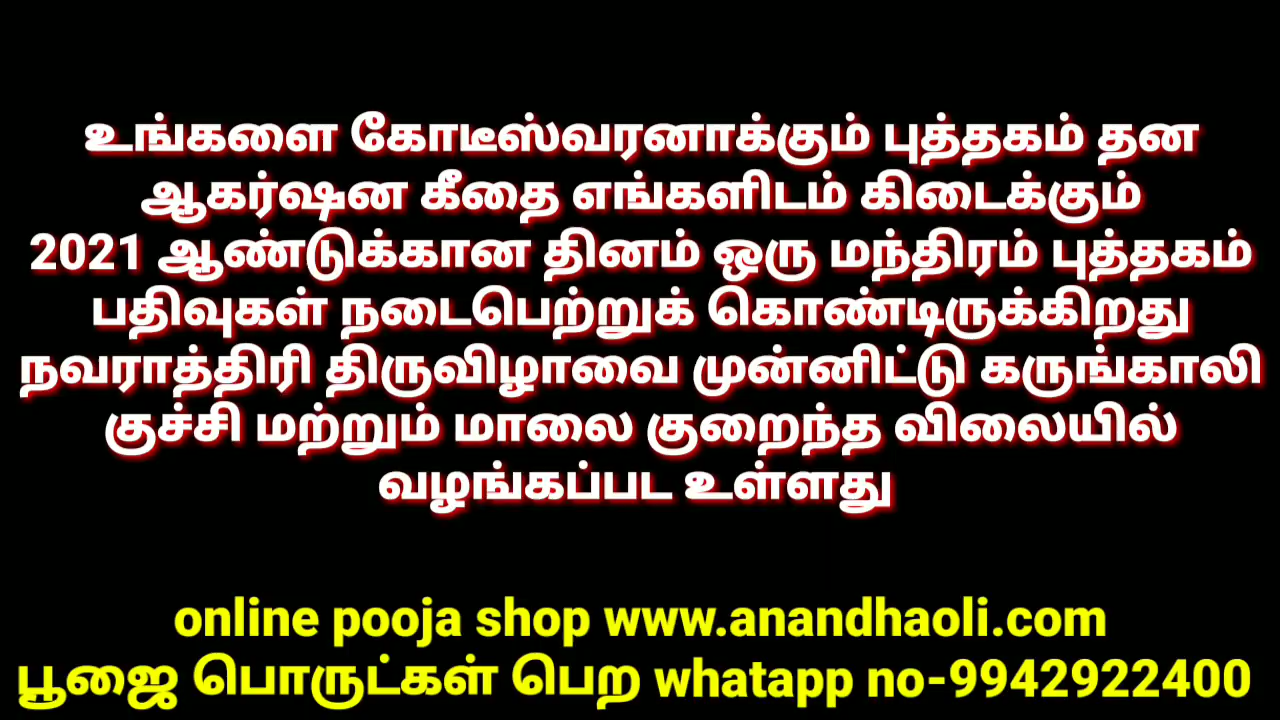 உங்களை கோடீஸ்வரனாக்கும் புத்தகம் தன
ஆகர்ஷன கீதை எங்களிடம் கிடைக்கும்
2021 ஆண்டுக்கான தினம் ஒரு மந்திரம் புத்தகம்
பதிவுகள் நடைபெற்றுக் கொண்டிருக்கிறது
நவராத்திரி திருவிழாவை முன்னிட்டு கருங்காலி
குச்சி மற்றும் மாலை குறைந்த விலையில்
வழங்கப்பட உள்ளது
online pooja shop www.anandhaoli.com
பூஜை பொருட்கள் பெற whatapp no-9942922400